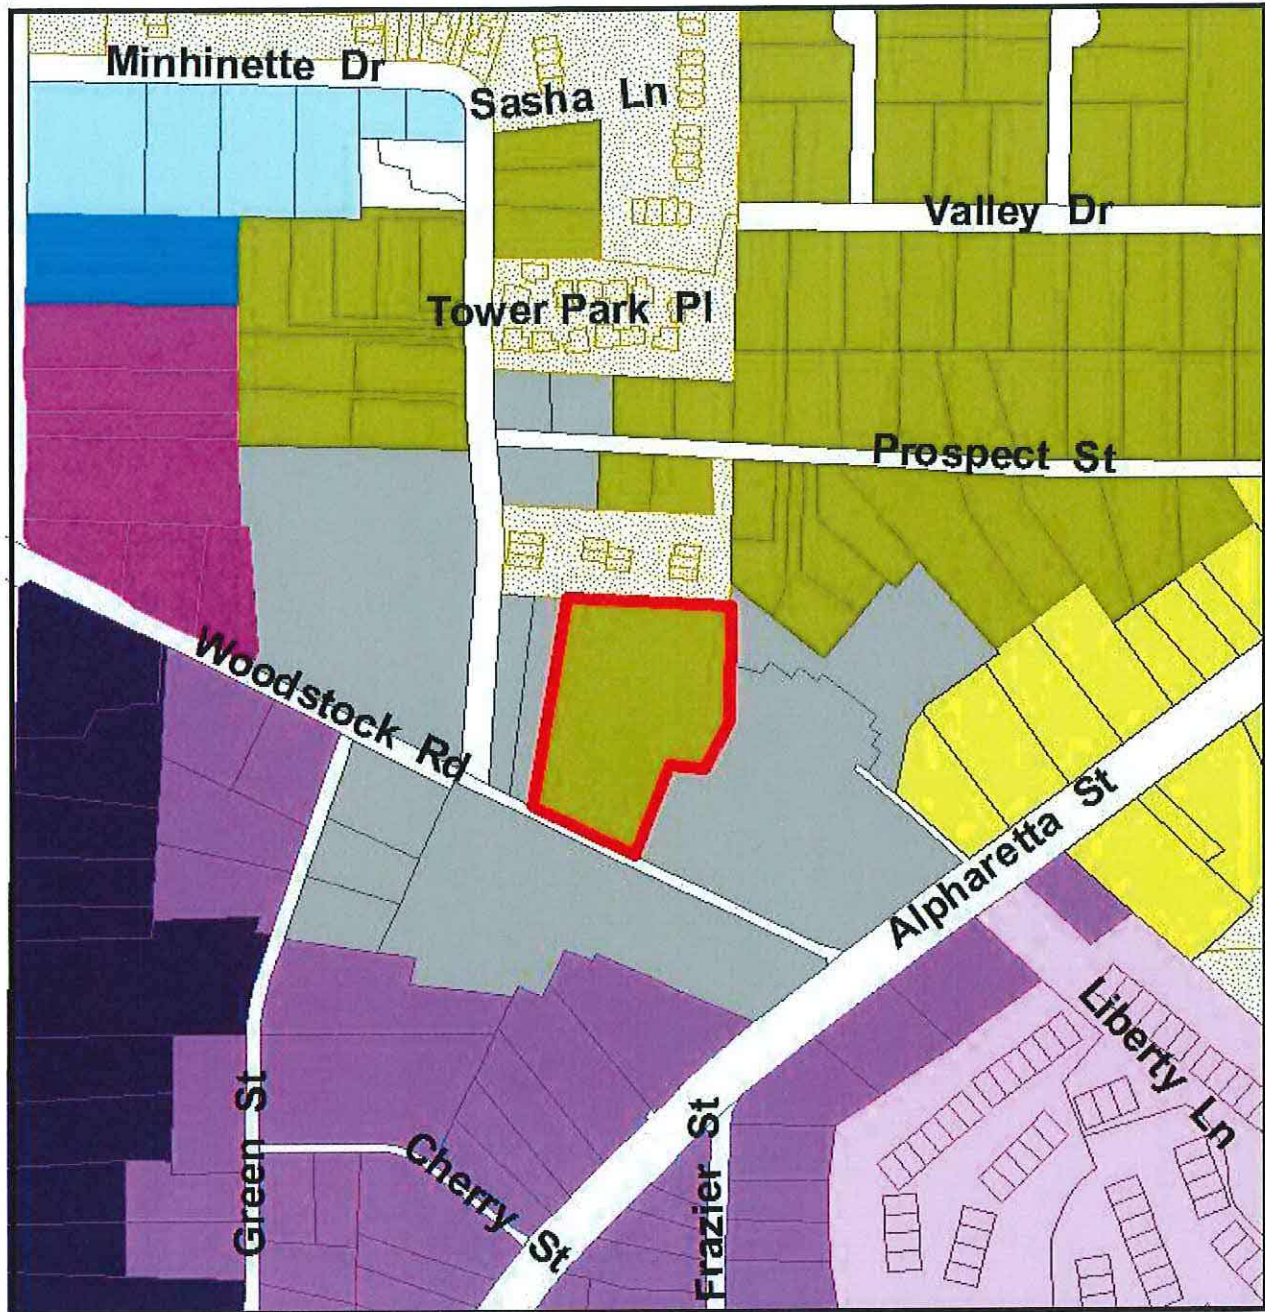 Minhinette Dr
Sasha Ln
Valley Dr
Tower Park Pl
Prospect St
Woodstock Rd
Alpharetta St
Liberty Ln
Green St
Cherry St
Frazier St